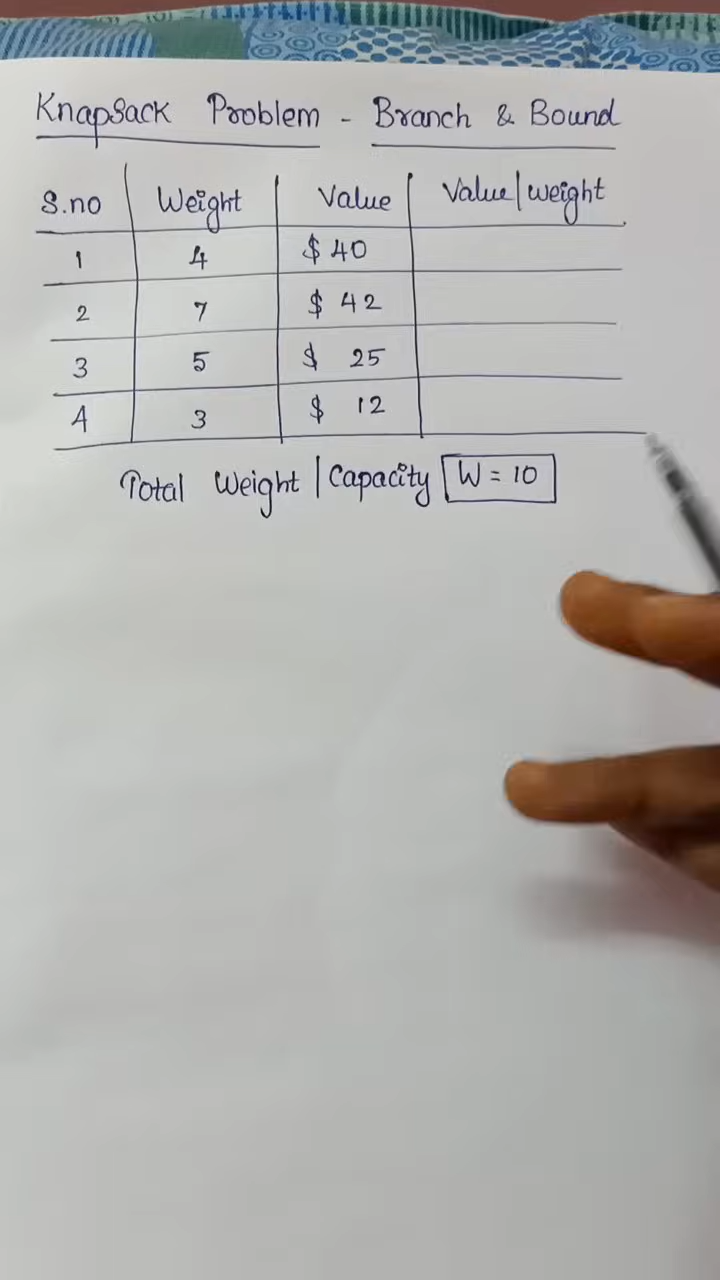 Knapsack Problem - Branch & Bound
S.no Weight Value Value/weight
1 4 $ 40
2 7 $ 42
3 5 $ 25
4 3 $ 12
Total Weight/Capacity W = 10